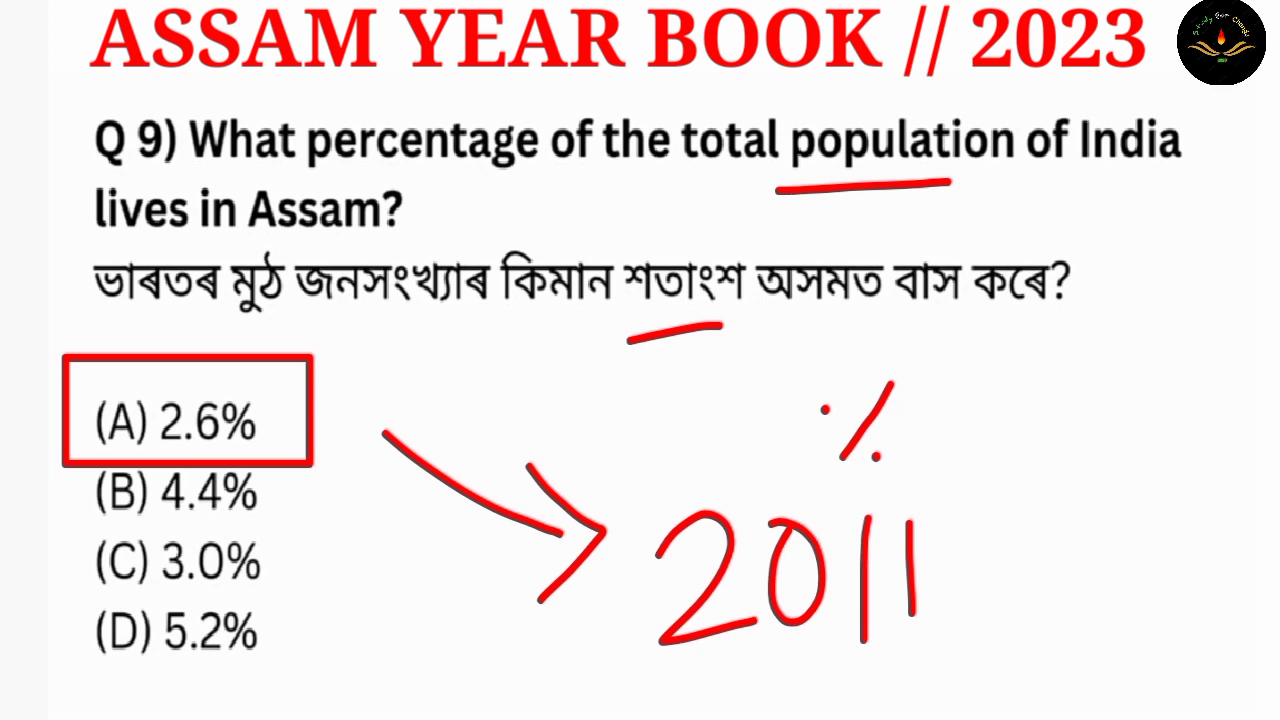 ASSAM YEAR BOOK // 2023
Q 9) What percentage of the total population of India
lives in Assam?
ভাৰতৰ মুঠ জনসংখ্যাৰ কিমান শতাংশ অসমত বাস কৰে?
(A) 2.6%
(B) 4.4%
(C) 3.0%
(D) 5.2%
%
2011